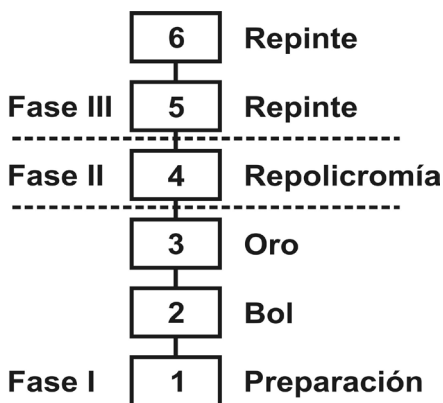 6 Repinte
Fase III 5 Repinte
Fase II 4 Repolicromía
3 Oro
2 Bol
Fase I 1 Preparación